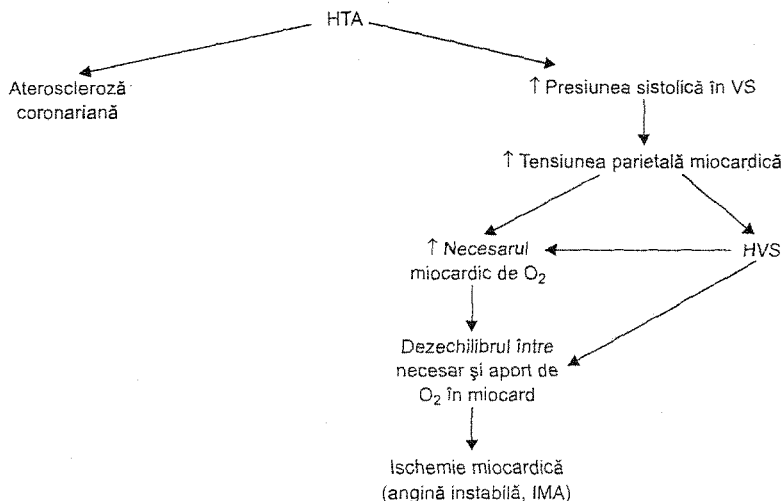 HTA
Ateroscleroză
coronariană
↑ Presiunea sistolică în VS
↑ Tensiunea parietală miocardică
↑ Necesarul
miocardic de O₂
HVS
Dezechilibrul între
necesar şi aport de
O₂ în miocard
Ischemie miocardică
(angină instabilă, IMA)